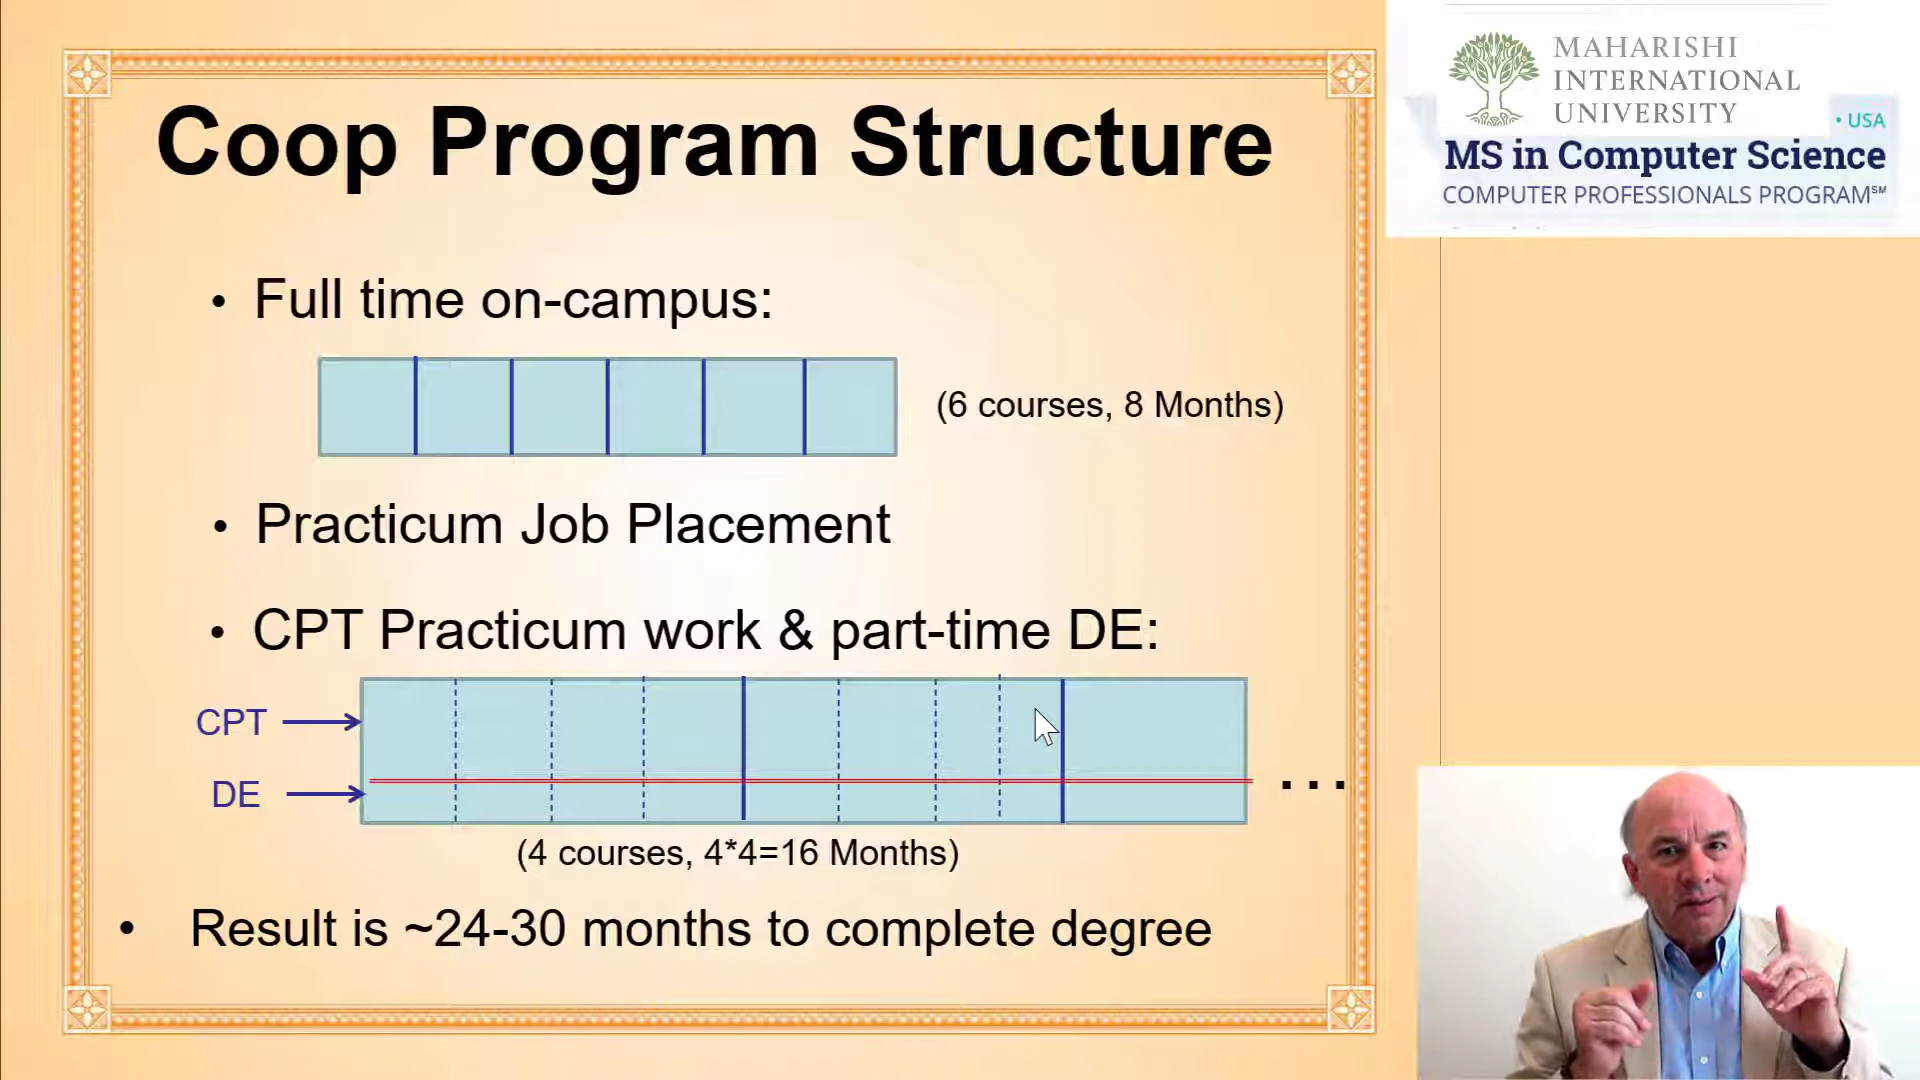 Coop Program Structure
• Full time on-campus:
(6 courses, 8 Months)
• Practicum Job Placement
• CPT Practicum work & part-time DE:
CPT
DE
...
(4 courses, 4*4=16 Months)
• Result is ~24-30 months to complete degree
MAHARISHI
INTERNATIONAL
UNIVERSITY
• USA
MS in Computer Science
COMPUTER PROFESSIONALS PROGRAM℠